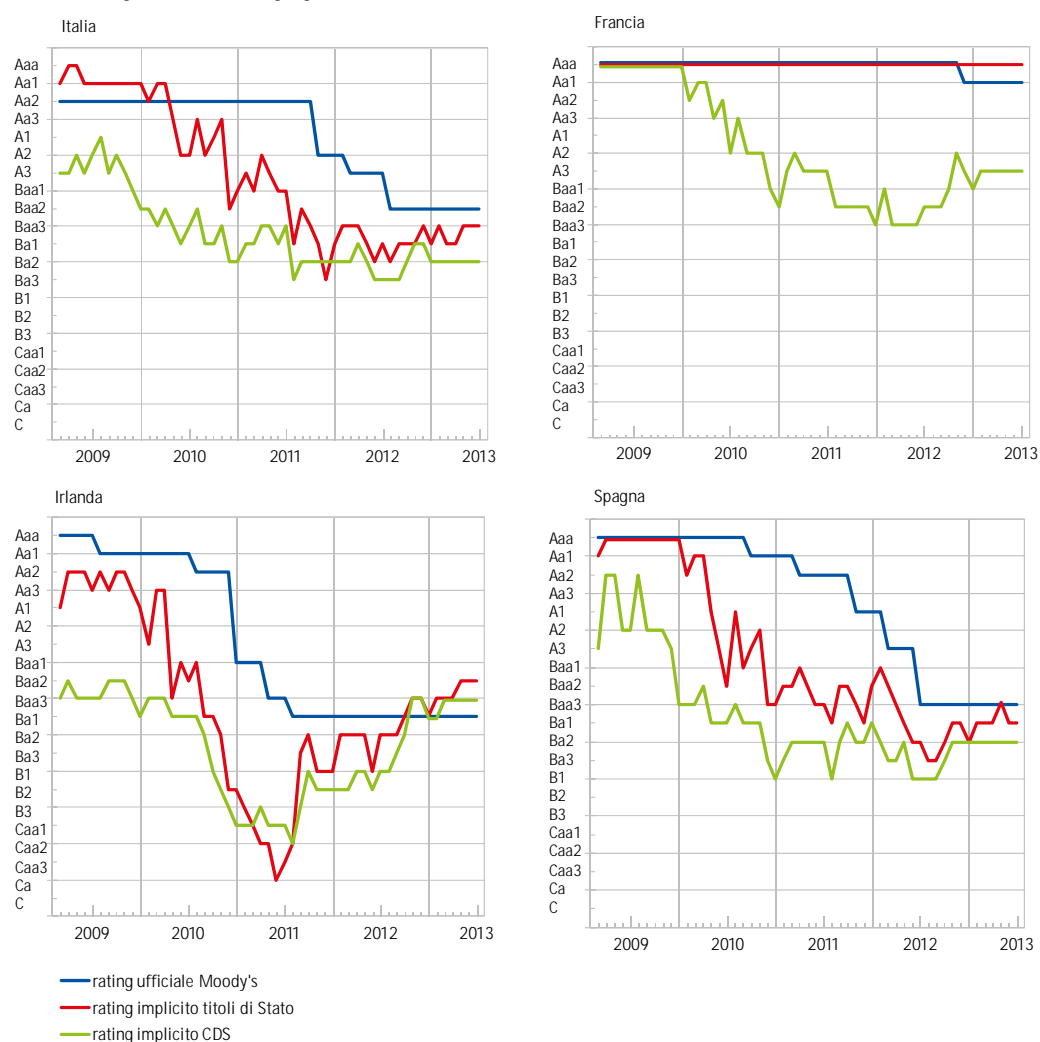 Italia
Aaa
Aa1
Aa2
Aa3
A1
A2
A3
Baa1
Baa2
Baa3
Ba1
Ba2
Ba3
B1
B2
B3
Caa1
Caa2
Caa3
Ca
C
2009 2010 2011 2012 2013
Francia
Aaa
Aa1
Aa2
Aa3
A1
A2
A3
Baa1
Baa2
Baa3
Ba1
Ba2
Ba3
B1
B2
B3
Caa1
Caa2
Caa3
Ca
C
2009 2010 2011 2012 2013
Irlanda
Aaa
Aa1
Aa2
Aa3
A1
A2
A3
Baa1
Baa2
Baa3
Ba1
Ba2
Ba3
B1
B2
B3
Caa1
Caa2
Caa3
Ca
C
2009 2010 2011 2012 2013
Spagna
Aaa
Aa1
Aa2
Aa3
A1
A2
A3
Baa1
Baa2
Baa3
Ba1
Ba2
Ba3
B1
B2
B3
Caa1
Caa2
Caa3
Ca
C
2009 2010 2011 2012 2013
rating ufficiale Moody's
rating implicito titoli di Stato
rating implicito CDS